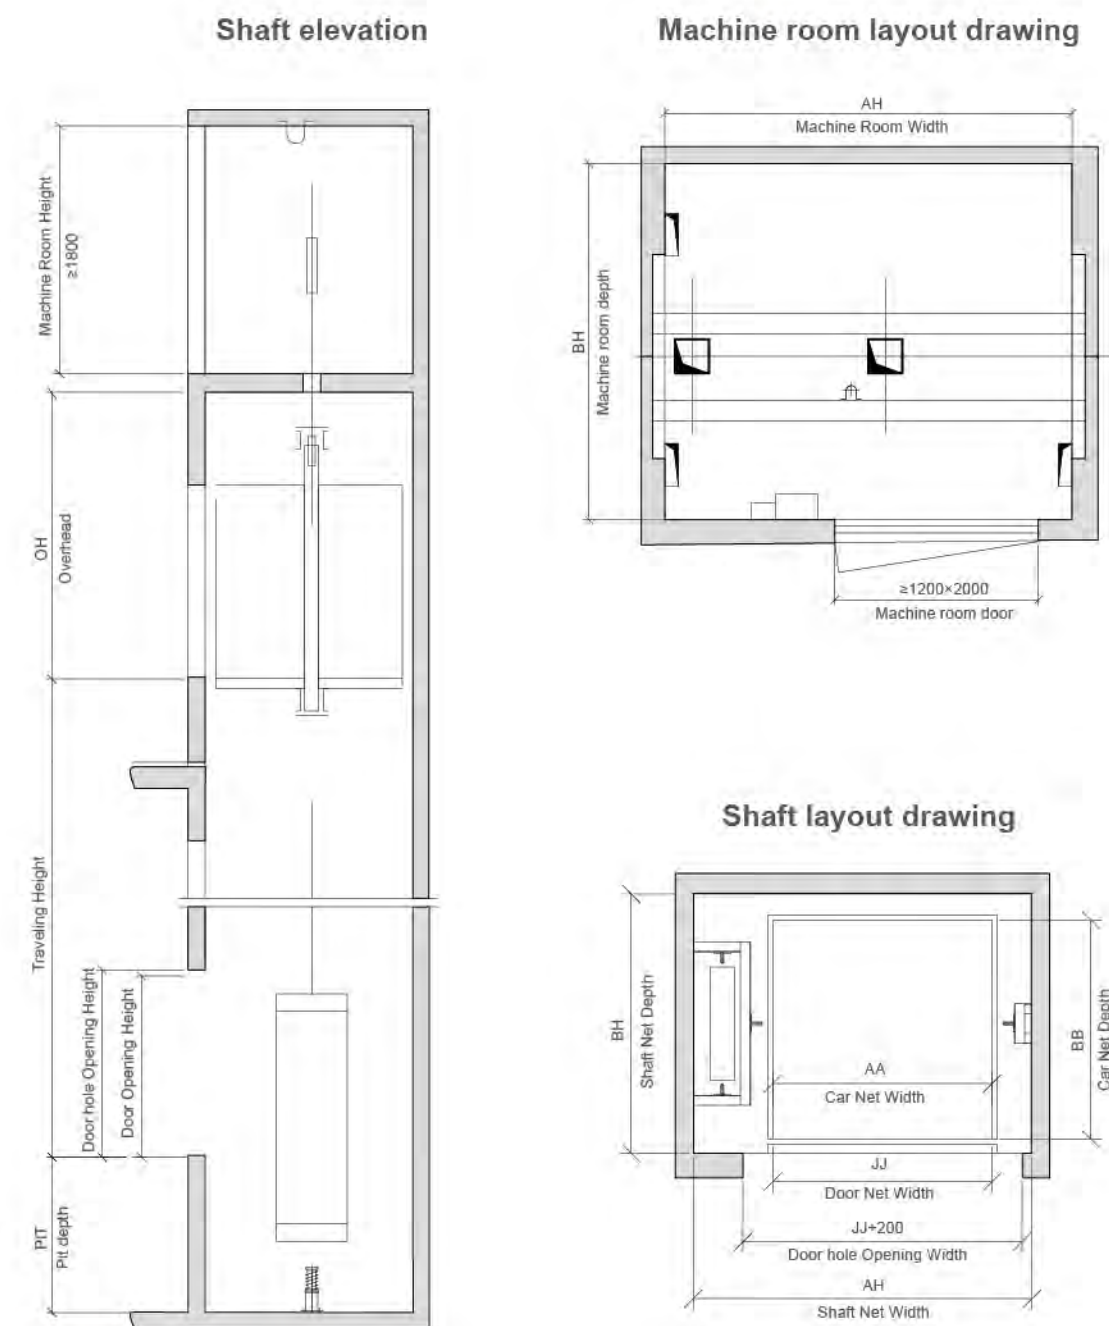 Shaft elevation
Machine Room Height
≥1800
OH
Overhead
Traveling Height
Door hole Opening Height
Door Opening Height
PIT
Pit depth
Machine room layout drawing
AH
Machine Room Width
BH
Machine room depth
≥1200×2000
Machine room door
Shaft layout drawing
BH
Shaft Net Depth
AA
Car Net Width
BB
Car Net Depth
JJ
Door Net Width
JJ+200
Door hole Opening Width
AH
Shaft Net Width